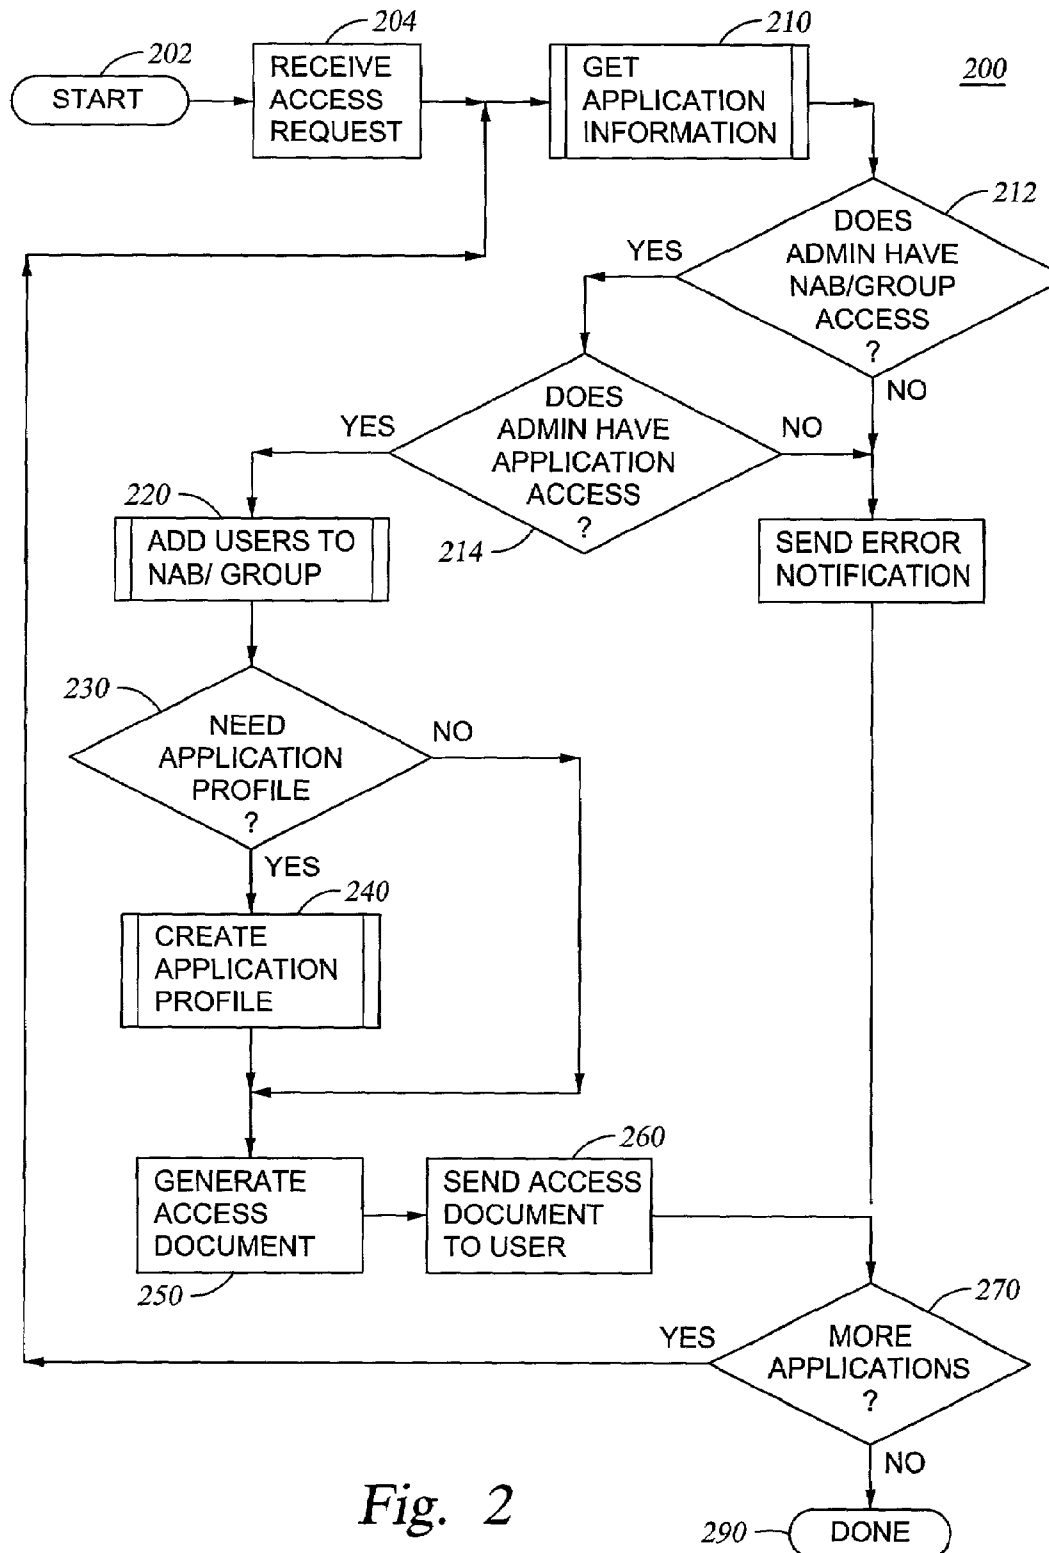 202
START
204
RECEIVE
ACCESS
REQUEST
210
GET
APPLICATION
INFORMATION
200
212
DOES
ADMIN HAVE
NAB/GROUP
ACCESS
?
YES
NO
DOES
ADMIN HAVE
APPLICATION
ACCESS
?
214
YES
NO
220
ADD USERS TO
NAB/ GROUP
SEND ERROR
NOTIFICATION
230
NEED
APPLICATION
PROFILE
?
NO
YES
240
CREATE
APPLICATION
PROFILE
GENERATE
ACCESS
DOCUMENT
250
260
SEND ACCESS
DOCUMENT
TO USER
270
MORE
APPLICATIONS
?
YES
NO
290
DONE
Fig. 2